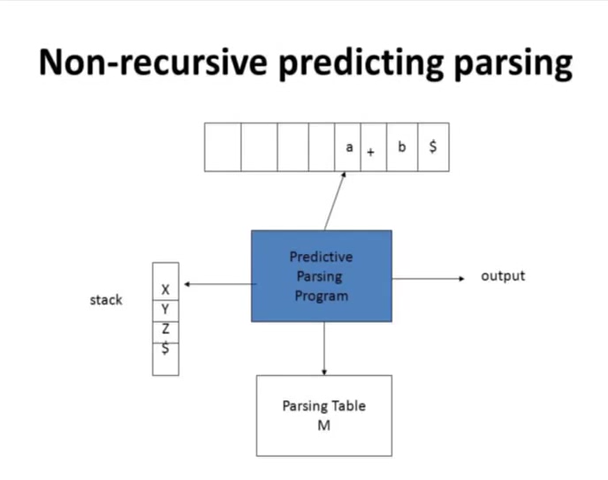 Non-recursive predicting parsing
a + b $
Predictive
Parsing
Program
output
stack
X
Y
Z
$
Parsing Table
M